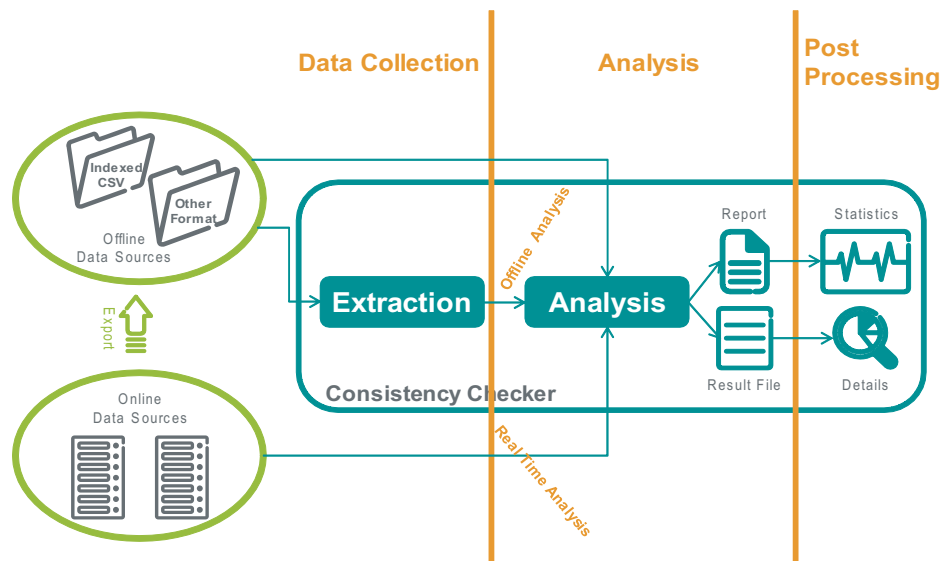 Data Collection
Analysis
Post
Processing
Indexed
CSV
Other
Format
Offline
Data Sources
Offline Analysis
Report
Statistics
Extraction
Analysis
Export
Result File
Details
Consistency Checker
Online
Data Sources
Real Time Analysis